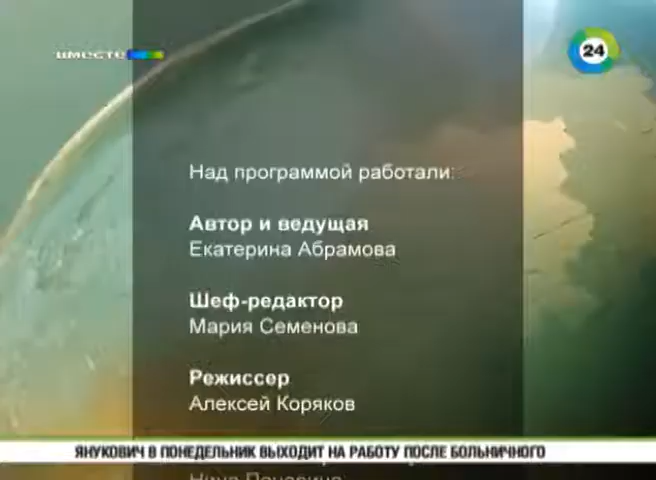 вместе
24
Над программой работали:
Автор и ведущая
Екатерина Абрамова
Шеф-редактор
Мария Семенова
Режиссер
Алексей Коряков
ЯНУКОВИЧ В ПОНЕДЕЛЬНИК ВЫХОДИТ НА РАБОТУ ПОСЛЕ БОЛЬНИЧНОГО